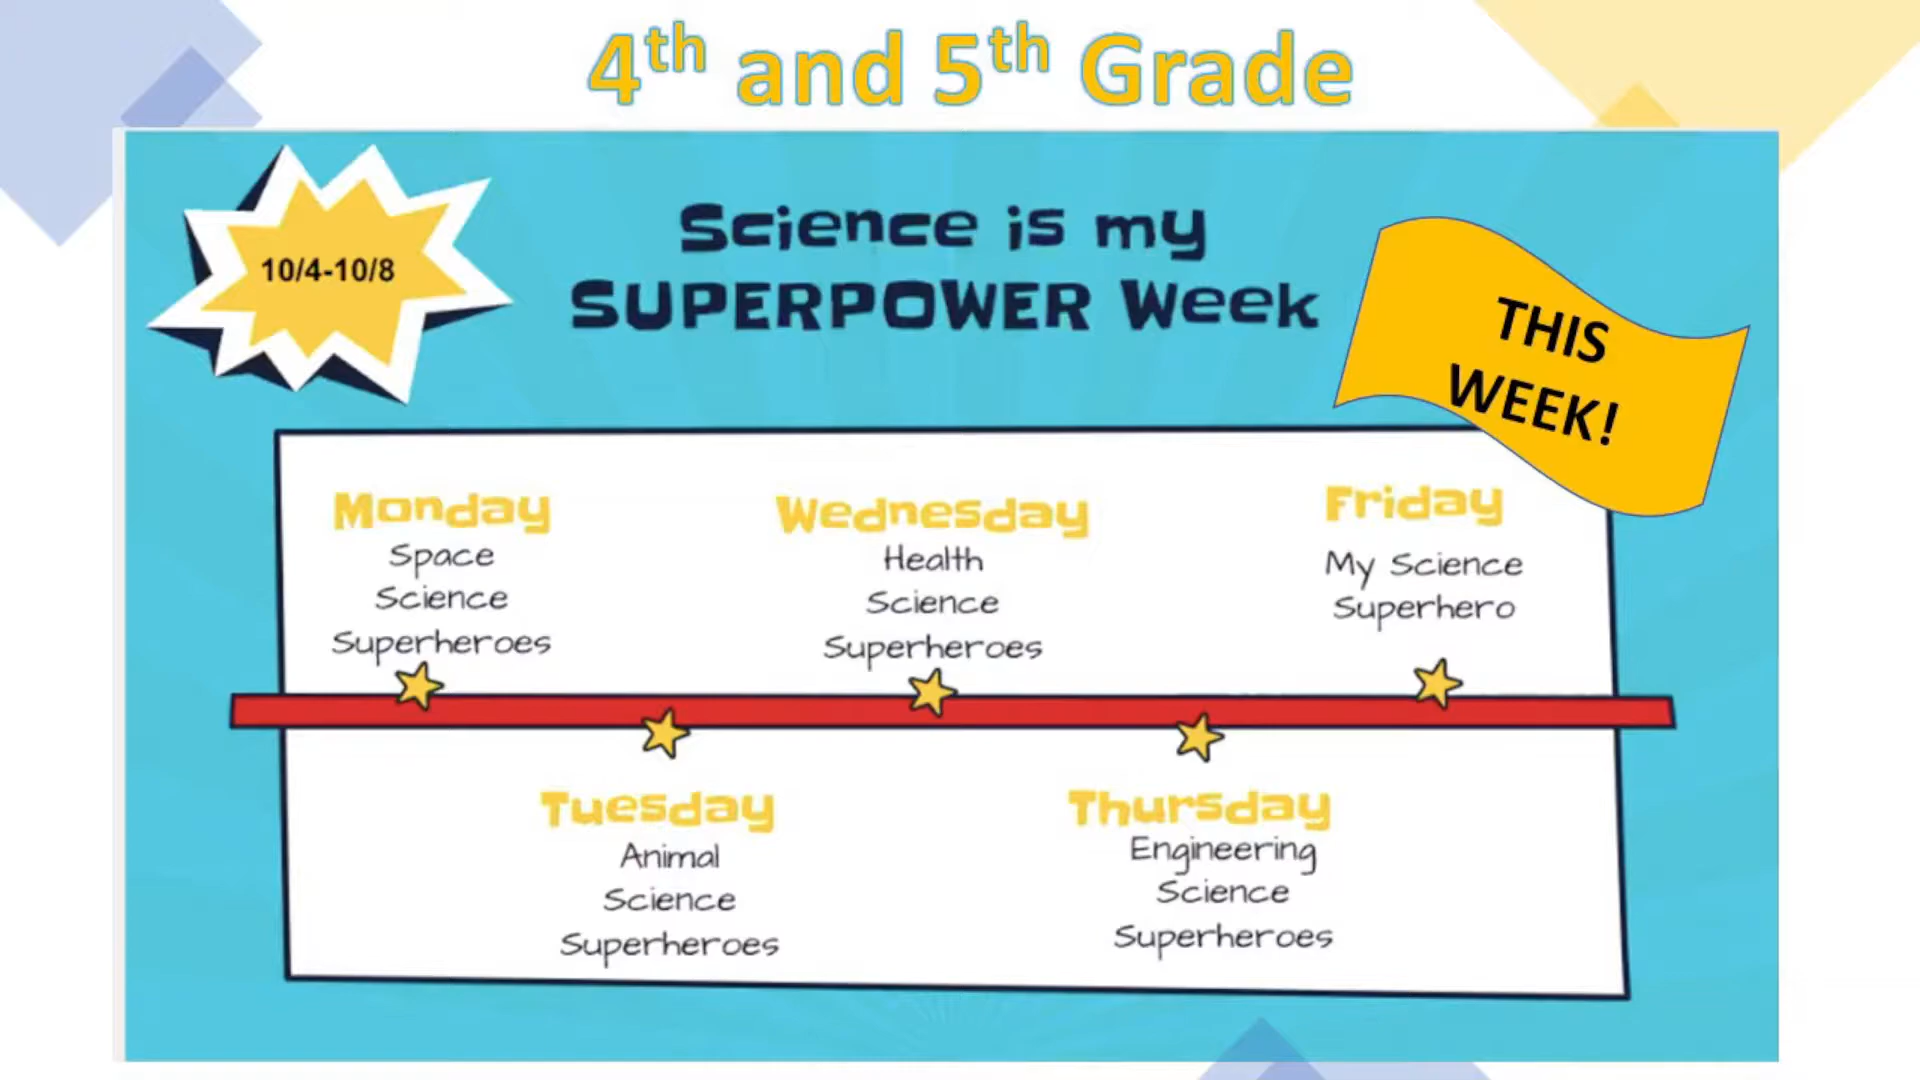 4th and 5th Grade
10/4-10/8
Science is my
SUPERPOWER Week
THIS
WEEK!
Monday
Space
Science
Superheroes
Tuesday
Animal
Science
Superheroes
Wednesday
Health
Science
Superheroes
Thursday
Engineering
Science
Superheroes
Friday
My Science
Superhero